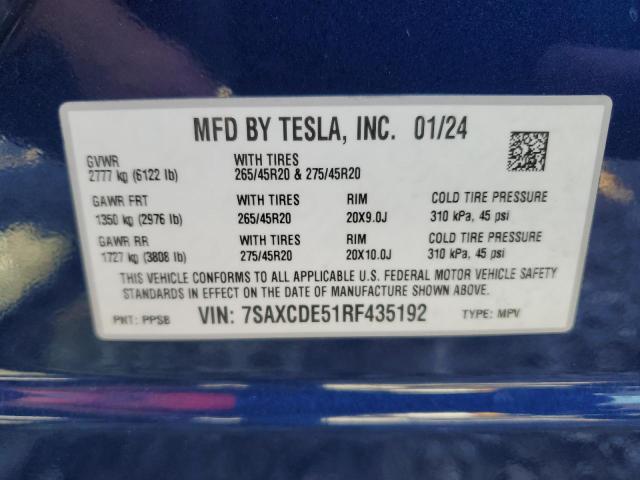 MFD BY TESLA, INC. 01/24
GVWR WITH TIRES
2777 kg (6122 lb) 265/45R20 & 275/45R20
GAWR FRT WITH TIRES RIM COLD TIRE PRESSURE
1350 kg (2976 lb) 265/45R20 20X9.0J 310 kPa, 45 psi
GAWR RR WITH TIRES RIM COLD TIRE PRESSURE
1727 kg (3808 lb) 275/45R20 20X10.0J 310 kPa, 45 psi
THIS VEHICLE CONFORMS TO ALL APPLICABLE U.S. FEDERAL MOTOR VEHICLE SAFETY
STANDARDS IN EFFECT ON THE DATE OF MANUFACTURE SHOWN ABOVE.
PNT: PPSB VIN: 7SAXCDE51RF435192 TYPE: MPV